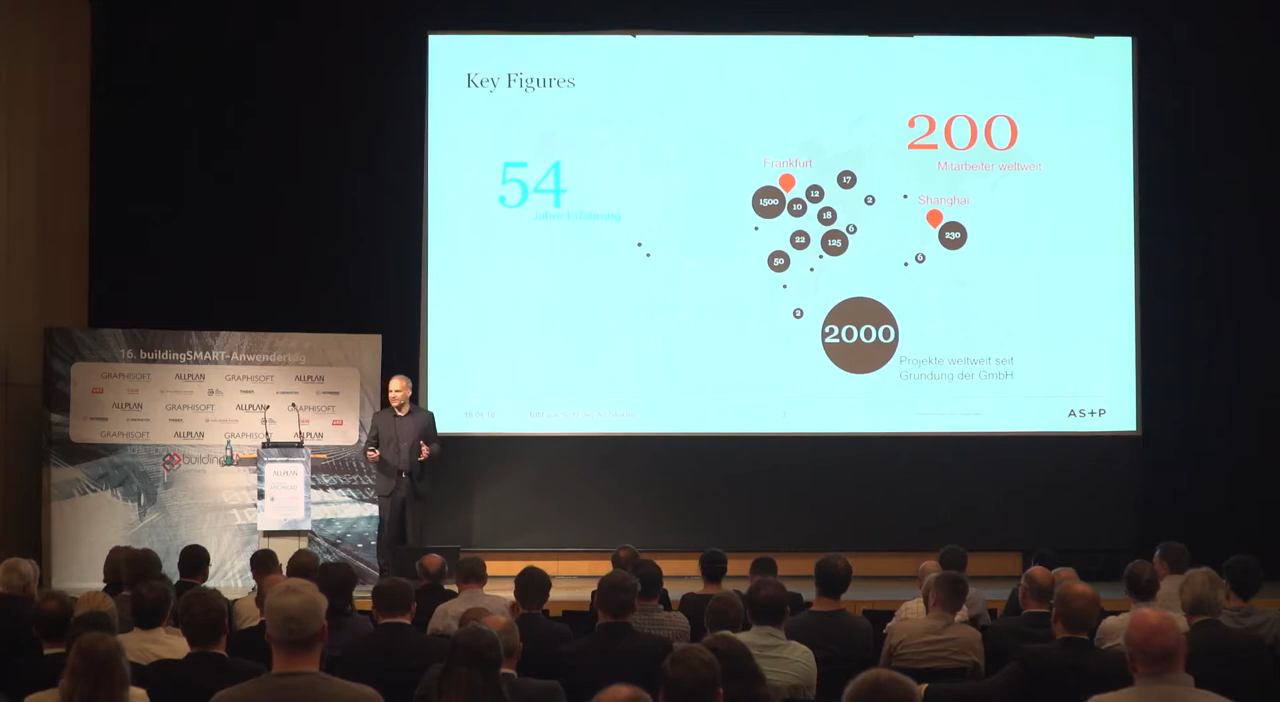 Key Figures
54
Jahre Erfahrung
200
Mitarbeiter weltweit
Frankfurt
Shanghai
17
12
1500
10
2
18
6
22
125
230
50
6
2
2000
Projekte weltweit seit
Gründung der GmbH
AS+P
16. buildingSMART-Anwendertag
GRAPHISOFT
ALLPLAN
GRAPHISOFT
ALLPLAN
ALLPLAN
GRAPHISOFT
ALLPLAN
GRAPHISOFT
GRAPHISOFT
ALLPLAN
GRAPHISOFT
ALLPLAN
building
ALLPLAN